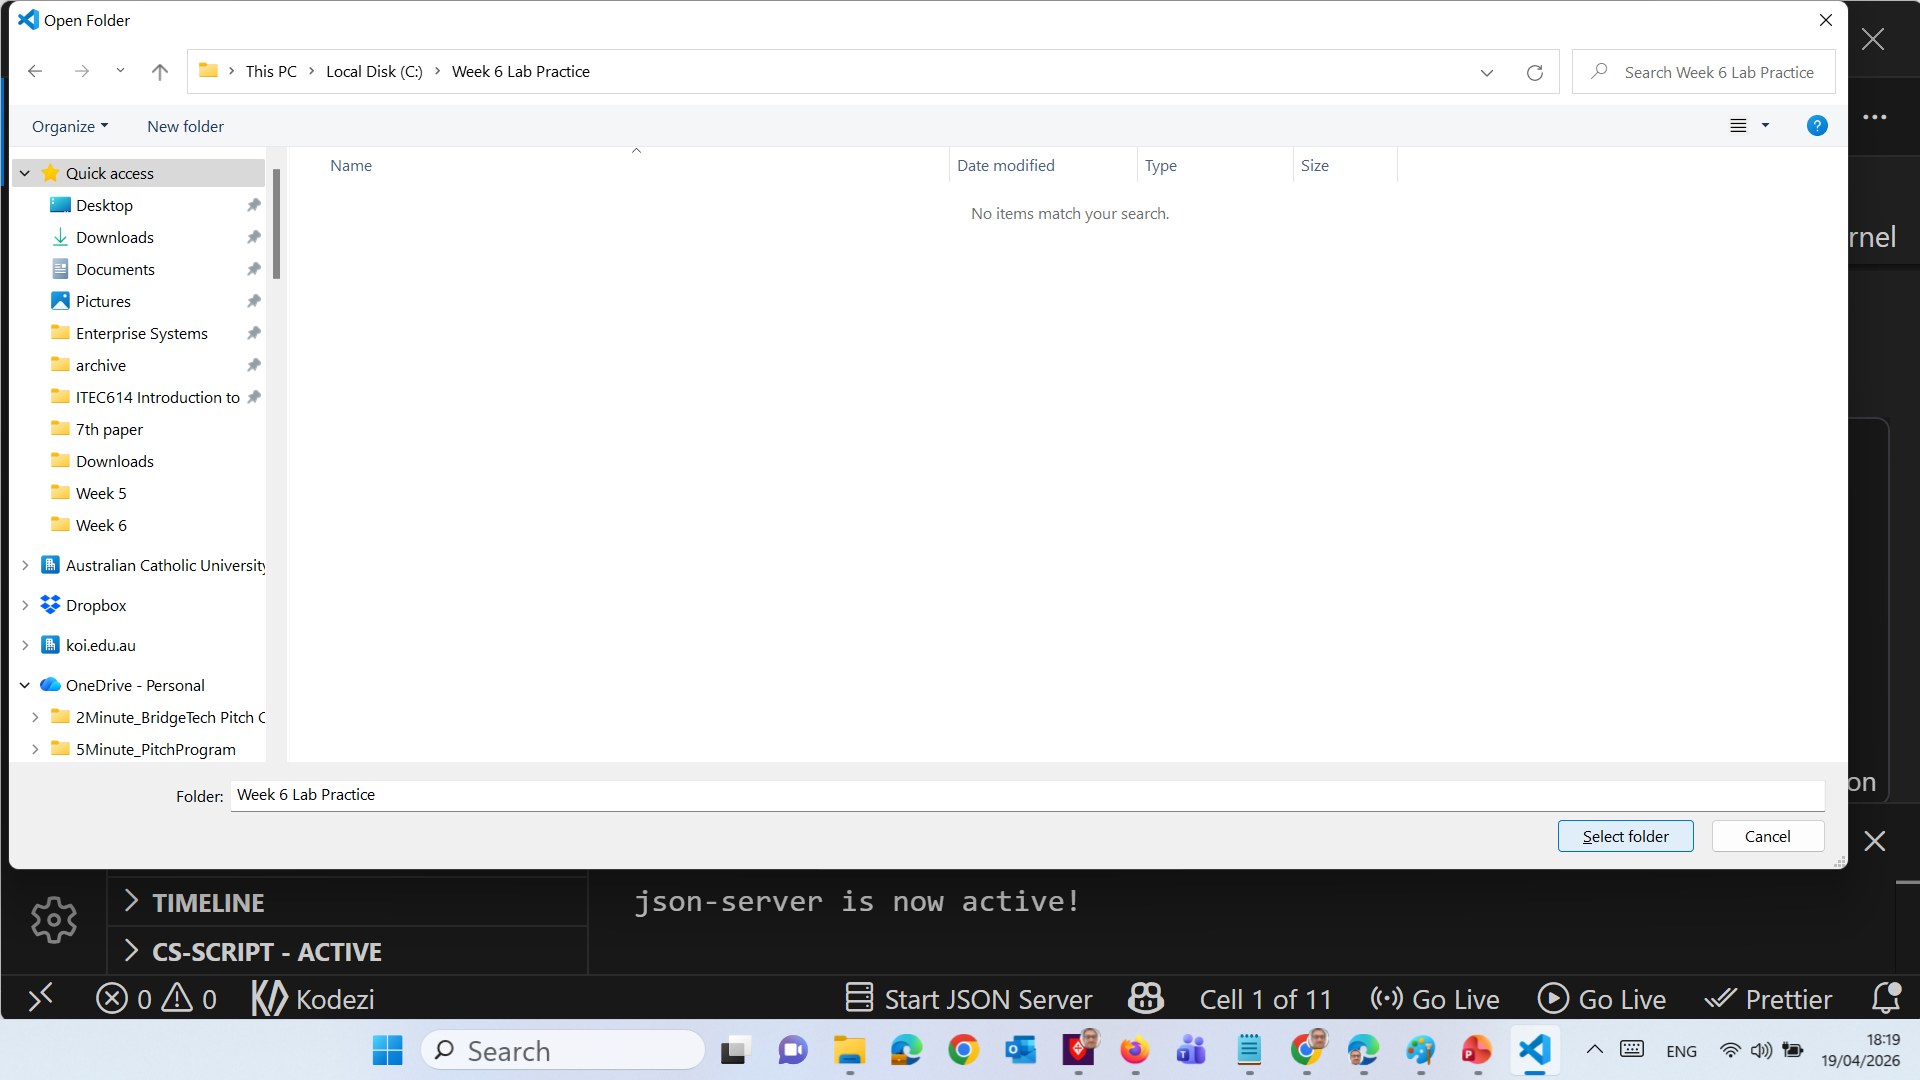 Open Folder
This PC > Local Disk (C:) > Week 6 Lab Practice
Search Week 6 Lab Practice
Organize
New folder
Name
Date modified
Type
Size
No items match your search.
Quick access
Desktop
Downloads
Documents
Pictures
Enterprise Systems
archive
ITEC614 Introduction to
7th paper
Downloads
Week 5
Week 6
Australian Catholic University
Dropbox
koi.edu.au
OneDrive - Personal
2Minute_BridgeTech Pitch C
5Minute_PitchProgram
Folder: Week 6 Lab Practice
Select folder
Cancel
rnel
on
TIMELINE
CS-SCRIPT - ACTIVE
json-server is now active!
0 0 Kodezi
Start JSON Server
Cell 1 of 11
Go Live
Go Live
Prettier
Search
ENG
18:19
19/04/2026